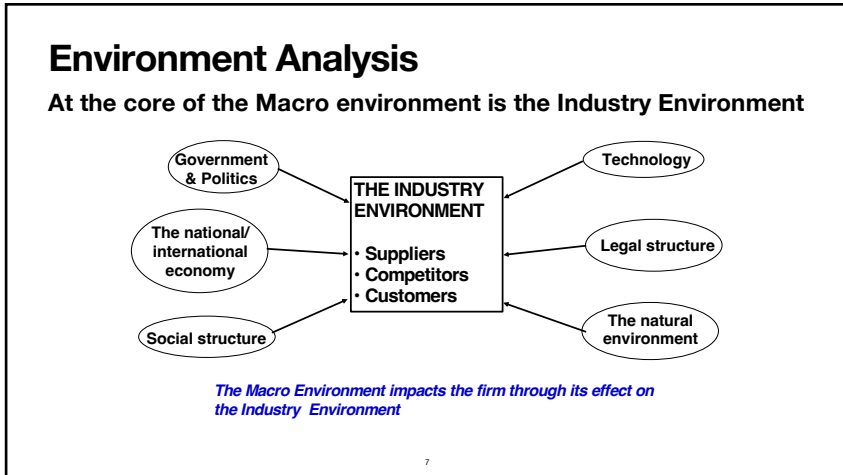 Environment Analysis
At the core of the Macro environment is the Industry Environment
Government
& Politics
The national/
international
economy
Social structure
THE INDUSTRY
ENVIRONMENT
• Suppliers
• Competitors
• Customers
Technology
Legal structure
The natural
environment
The Macro Environment impacts the firm through its effect on
the Industry Environment
7